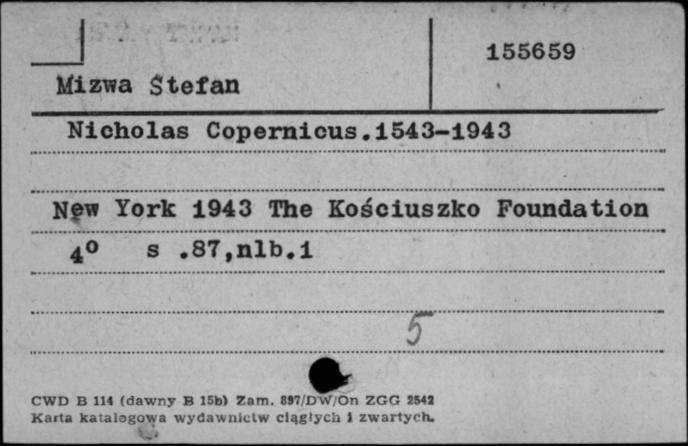 155659
Mizwa Stefan
Nicholas Copernicus.1543-1943
New York 1943 The Kościuszko Foundation
4º s .87,nlb.1
5
CWD B 114 (dawny B 15b) Zam. 897/DW/On ZGG 2542
Karta katalogowa wydawnictw ciągłych i zwartych.